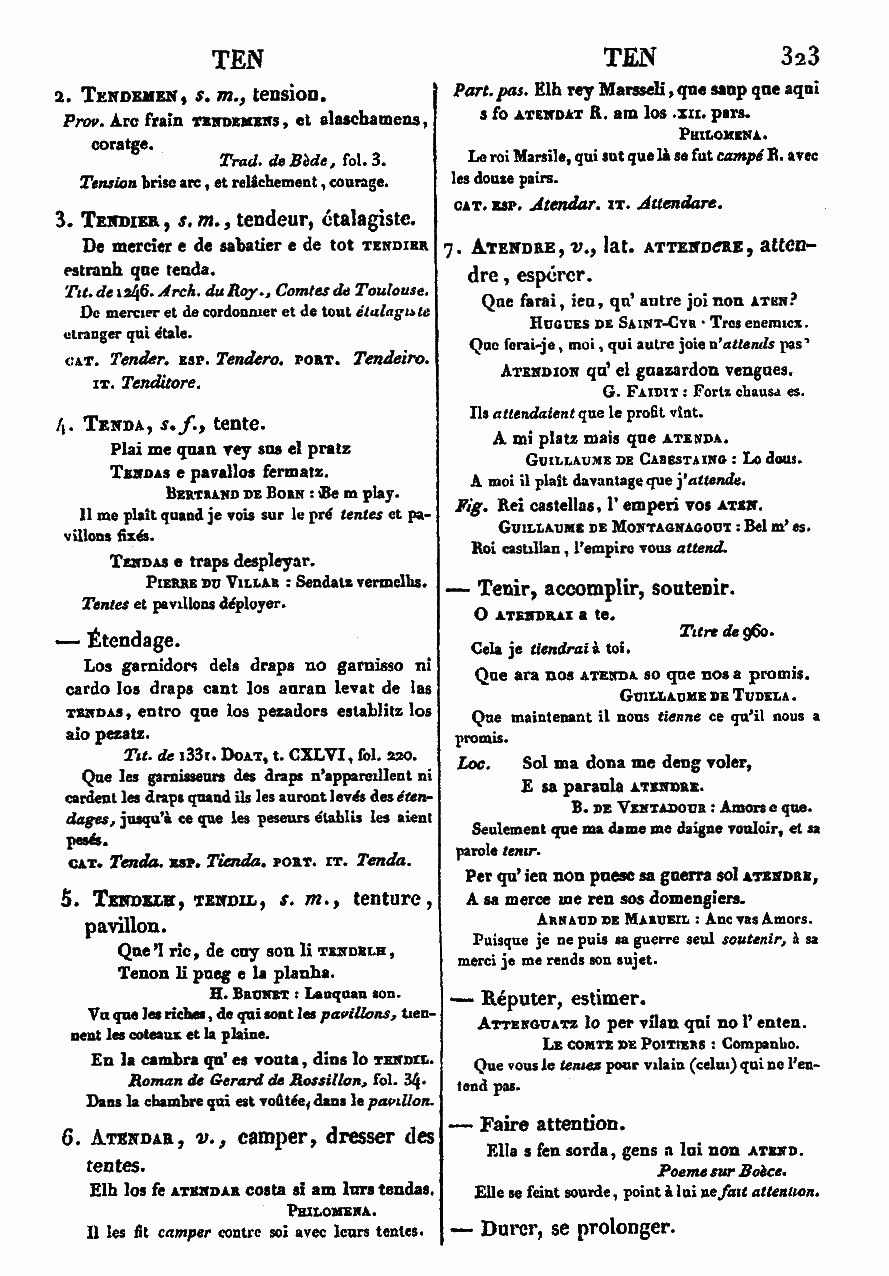 TEN
TEN 323
2. TENDEMEN, s. m., tension.
Prov. Arc frain TENDEMENS, et alaschamens,
coratge.
Trad. de Bède, fol. 3.
Tension brise arc, et relâchement, courage.
3. TENDIER, s. m., tendeur, étalagiste.
De mercier e de sabatier e de tot TENDIER
estranh que tenda.
Tit. de 1246. Arch. du Roy., Comtes de Toulouse.
De mercier et de cordonnier et de tout étalagiste
etranger qui étale.
CAT. Tender. ESP. Tendero. PORT. Tendeiro.
IT. Tenditore.
4. TENDA, s. f., tente.
Plai me quan vey sus el pratz
TENDAS e pavallos fermatz.
BERTRAND DE BORN : Be m play.
Il me plaît quand je vois sur le pré tentes et pa-
villons fixés.
TENDAS e traps despleyar.
PIERRE DU VILLAR : Sendatz vermelhs.
Tentes et pavillons déployer.
— Étendage.
Los garnidors dels draps no garnisso ni
cardo los draps cant los auran levat de las
TENDAS, entro que los pezadors establitz los
aio pezatz.
Tit. de 1331. DOAT, t. CXLVI, fol. 220.
Que les garnisseurs des draps n'appareillent ni
cardent les draps quand ils les auront levés des éten-
dages, jusqu'à ce que les peseurs établis les aient
pesés.
CAT. Tenda. ESP. Tienda. PORT. IT. Tenda.
5. TENDELH, TENDIL, s. m., tenture,
pavillon.
Que'l ric, de cuy son li TENDELH,
Tenon li pueg e la planha.
H. BRUNET : Lanquan son.
Vu que les riches, de qui sont les pavillons, tien-
nent les coteaux et la plaine.
En la cambra qu'es vouta, dins lo TENDIL.
Roman de Gerard de Rossillon, fol. 34.
Dans la chambre qui est voûtée, dans le pavillon.
6. ATENDAR, v., camper, dresser des
tentes.
Elh los fe ATENDAR costa si am lurs tendas.
PHILOMENA.
Il les fit camper contre soi avec leurs tentes.
Part. pas. Elh rey Marsseli, que saup que aqui
s fo ATENDAT R. am los .XII. pars.
PHILOMENA.
Le roi Marsile, qui sut que là se fut campé R. avec
les douze pairs.
CAT. ESP. Atendar. IT. Attendare.
7. ATENDRE, v., lat. ATTENDERE, atten-
dre, espérer.
Que farai, ieu, qu'autre joi non ATEN?
HUGUES DE SAINT-CYR : Tres enemicx.
Que ferai-je, moi, qui autre joie n'attends pas?
ATENDION qu'el guazardon vengues.
G. FAIDIT : Fortz chausa es.
Ils attendaient que le profit vînt.
A mi platz mais que ATENDA.
GUILLAUME DE CABESTAING : Lo dous.
A moi il plaît davantage que j'attende.
Fig. Rei castellas, l'emperi vos ATEN.
GUILLAUME DE MONTAGNAGOUT : Bel m'es.
Roi castillan, l'empire vous attend.
— Tenir, accomplir, soutenir.
O ATENDRAI a te.
Titre de 960.
Cela je tiendrai à toi.
Que ara nos ATENDA so que nos a promis.
GUILLAUME DE TUDELA.
Que maintenant il nous tienne ce qu'il nous a
promis.
Loc. Sol ma dona me deng voler,
E sa paraula ATENDRE.
B. DE VENTADOUR : Amors e que.
Seulement que ma dame me daigne vouloir, et sa
parole tenir.
Per qu'ieu non puesc sa guerra sol ATENDRE,
A sa merce me ren sos domengiers.
ARNAUD DE MARUEIL : Anc vas Amors.
Puisque je ne puis sa guerre seul soutenir, à sa
merci je me rends son sujet.
— Réputer, estimer.
ATTENGUATZ lo per vilan qui no l'enten.
LE COMTE DE POITIERS : Companho.
Que vous le teniez pour vilain (celui) qui ne l'en-
tend pas.
— Faire attention.
Ella s fen sorda, gens a lui non ATEND.
Poeme sur Boèce.
Elle se feint sourde, point à lui ne fait attention.
— Durer, se prolonger.